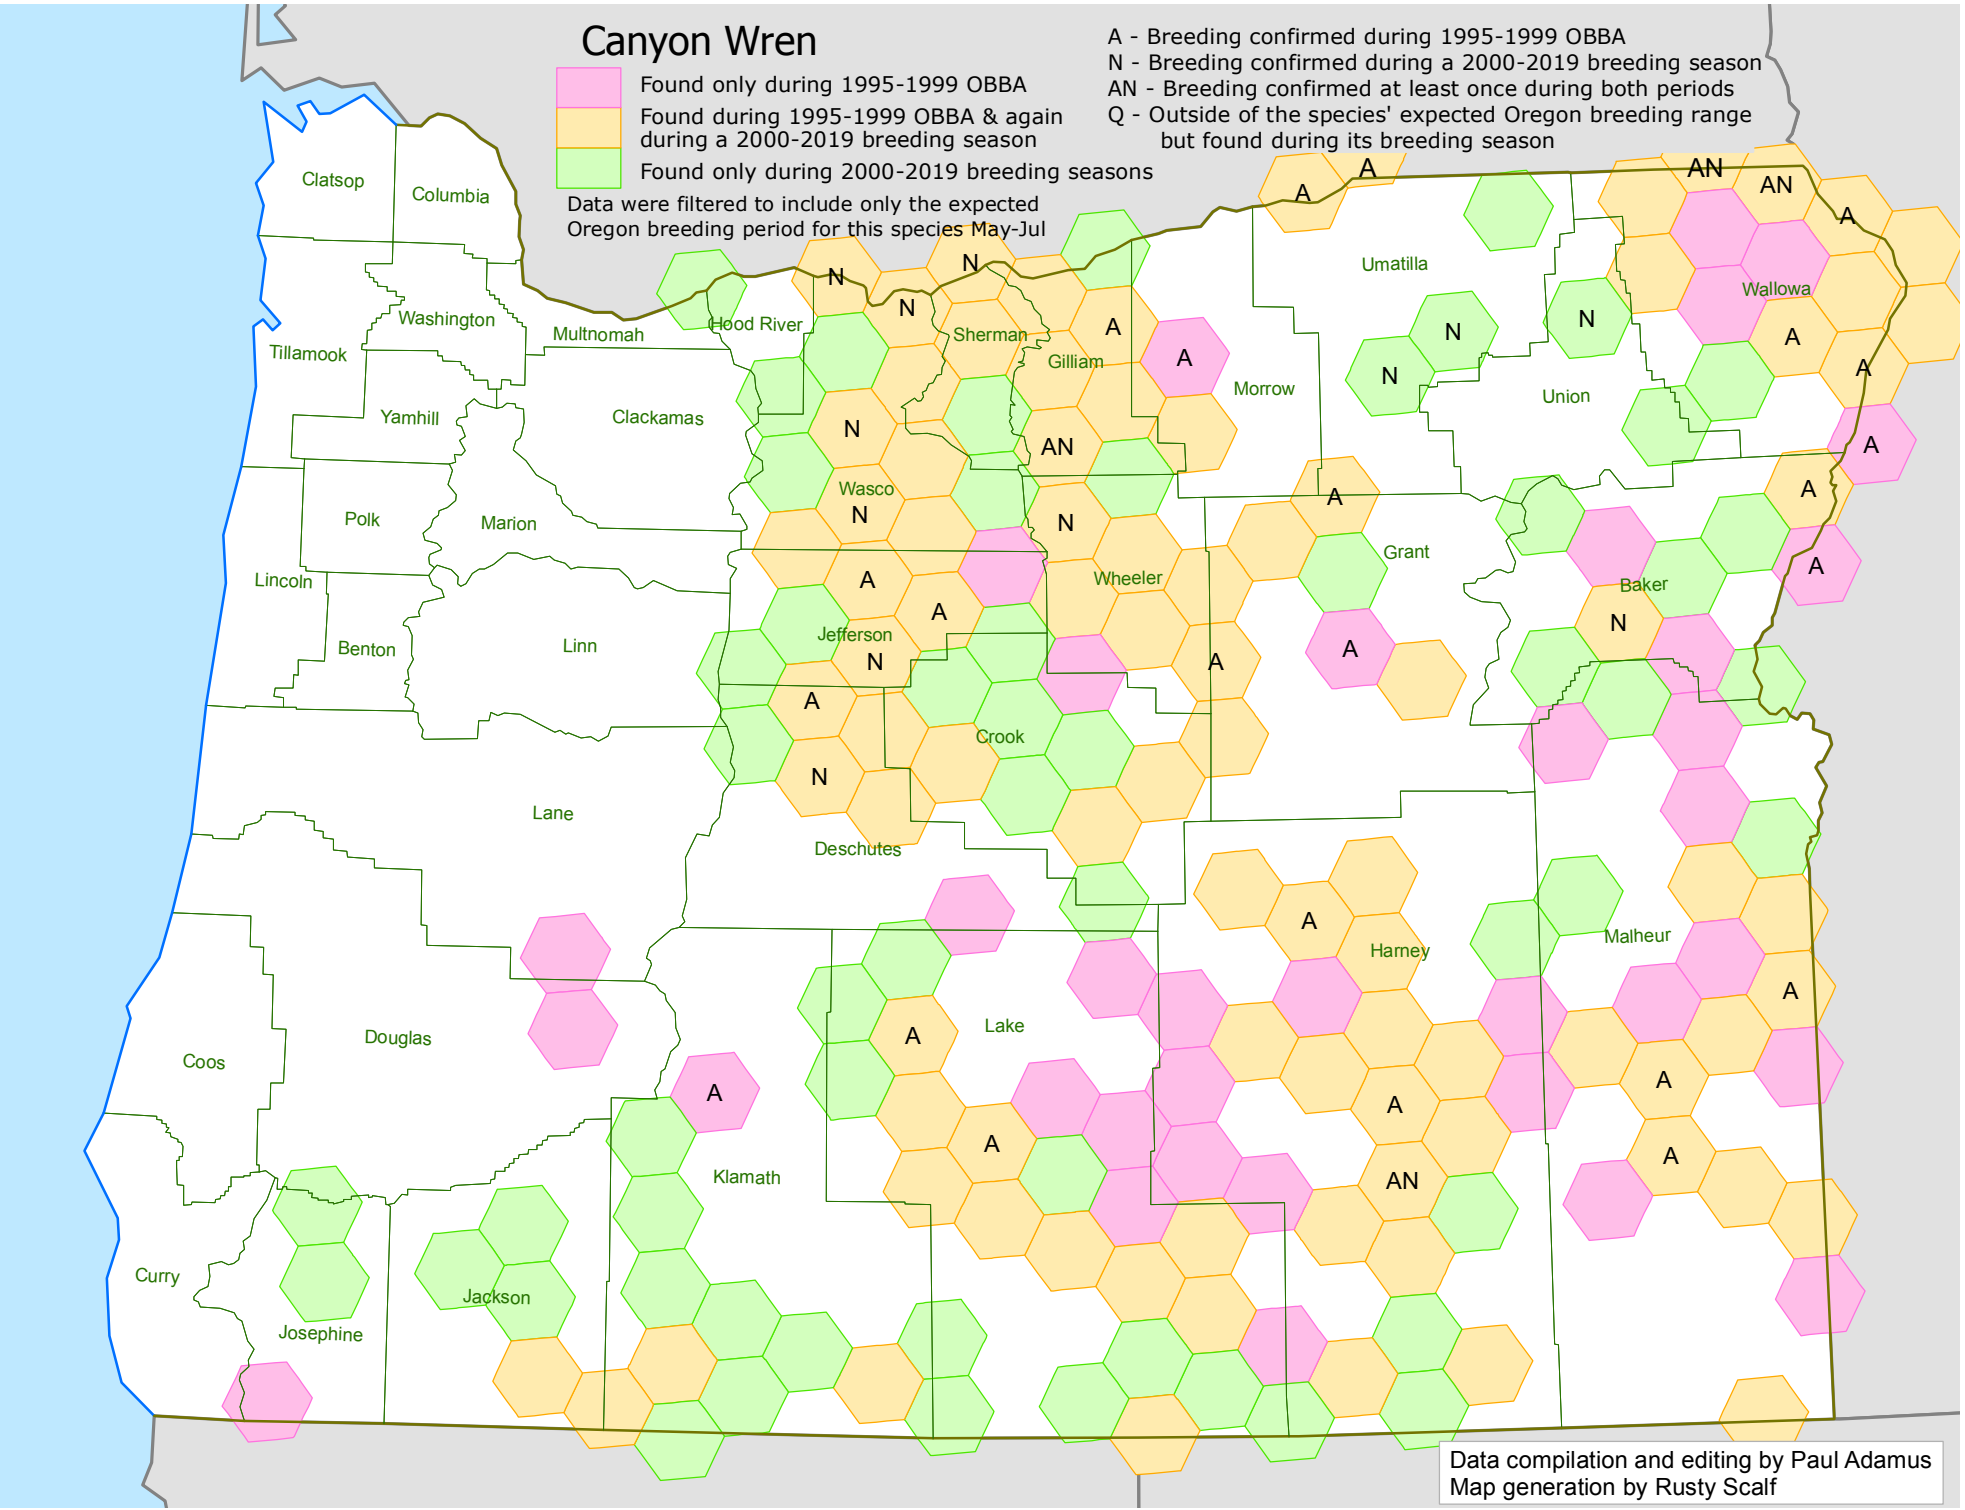 Canyon Wren
Found only during 1995-1999 OBBA
Found during 1995-1999 OBBA & again
during a 2000-2019 breeding season
Found only during 2000-2019 breeding seasons
Data were filtered to include only the expected
Oregon breeding period for this species May-Jul
A - Breeding confirmed during 1995-1999 OBBA
N - Breeding confirmed during a 2000-2019 breeding season
AN - Breeding confirmed at least once during both periods
Q - Outside of the species' expected Oregon breeding range
but found during its breeding season
A
AN
A
AN
Clatsop
Columbia
A
N
N
Umatilla
N
Wallowa
Washington
Hood River
Multnomah
Sherman
A
N
N
A
Tillamook
Gilliam
A
N
A
Morrow
Union
Yamhill
Clackamas
N
AN
A
Wasco
A
A
Polk
Marion
N
N
Grant
A
Lincoln
A
Wheeler
Baker
A
N
Benton
Linn
Jefferson
N
A
A
A
Crook
N
Lane
Deschutes
A
Harney
Malheur
A
Douglas
A
Lake
Coos
A
A
A
A
A
Klamath
AN
Curry
Jackson
Josephine
Data compilation and editing by Paul Adamus
Map generation by Rusty Scalf